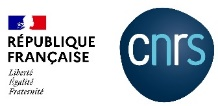 RÉPUBLIQUE
FRANÇAISE
Liberté
Égalité
Fraternité
cnrs